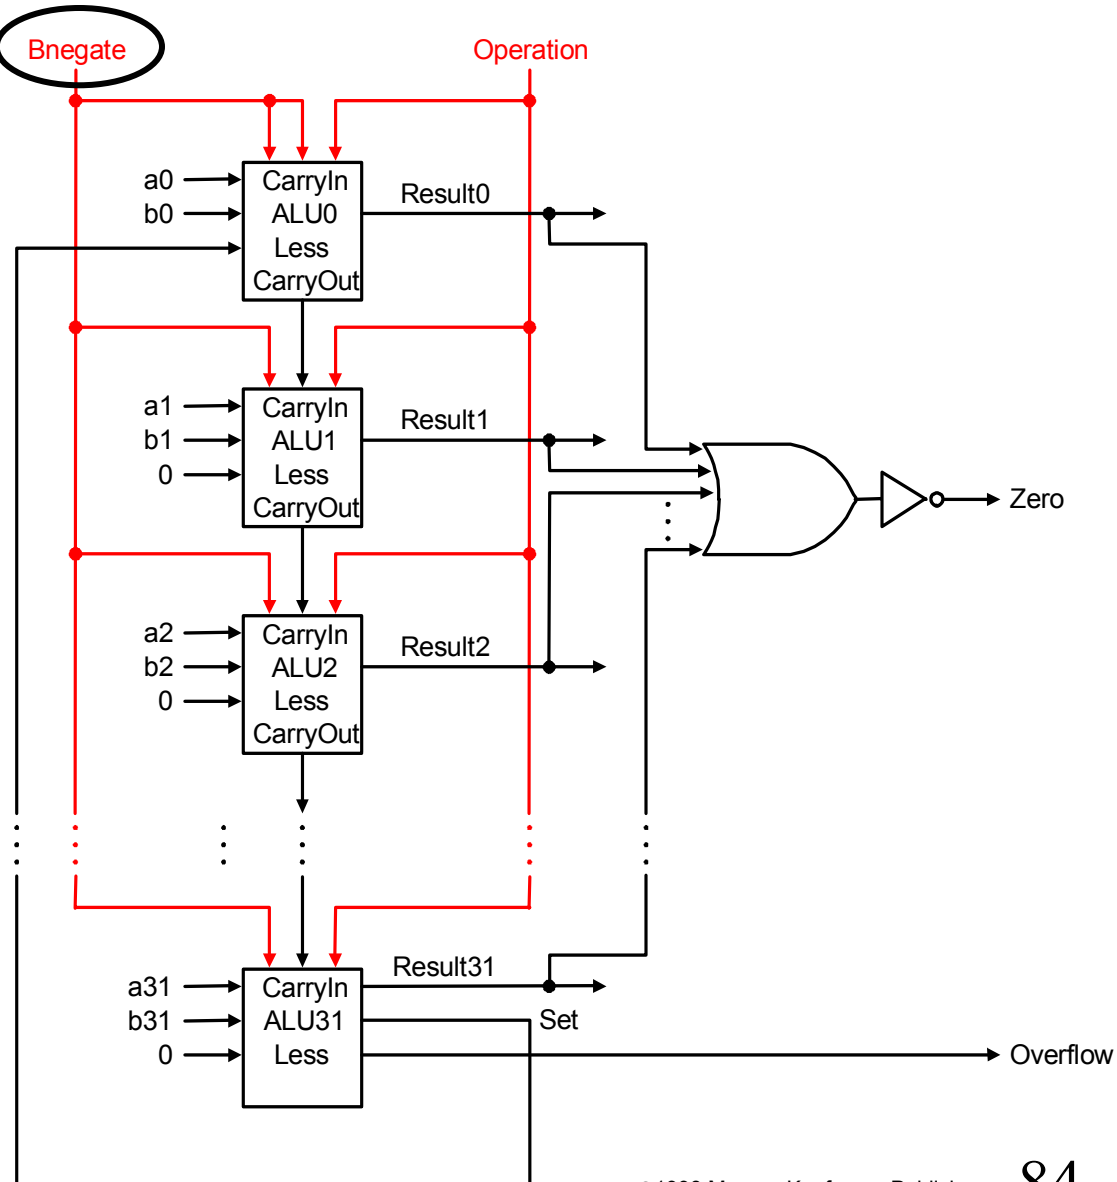 Bnegate
Operation
a0
CarryIn
Result0
b0
ALU0
Less
CarryOut
a1
CarryIn
Result1
b1
ALU1
0
Less
CarryOut
Zero
a2
CarryIn
Result2
b2
ALU2
0
Less
CarryOut
Result31
a31
CarryIn
b31
ALU31
Set
0
Less
Overflow
84